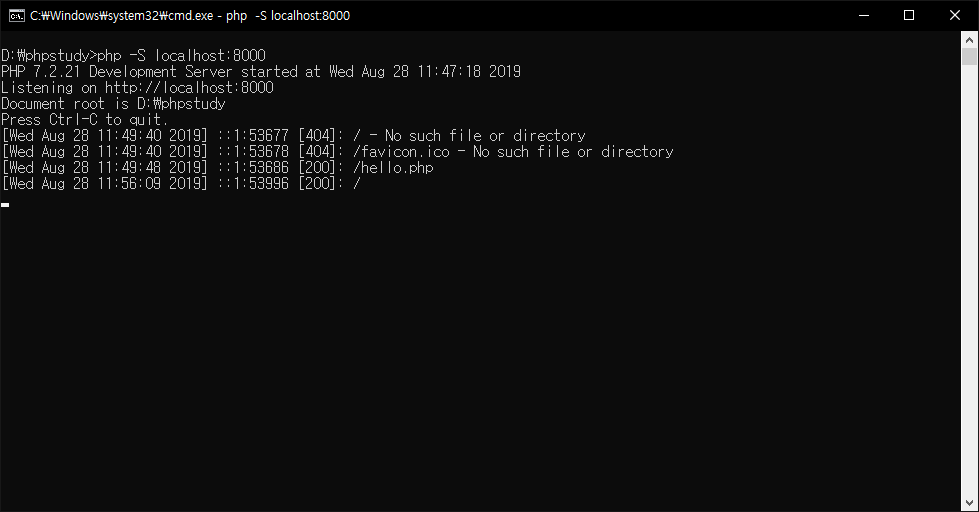 C:₩Windows₩system32₩cmd.exe - php  -S localhost:8000
D:₩phpstudy>php -S localhost:8000
PHP 7.2.21 Development Server started at Wed Aug 28 11:47:18 2019
Listening on http://localhost:8000
Document root is D:₩phpstudy
Press Ctrl-C to quit.
[Wed Aug 28 11:49:40 2019] ::1:53677 [404]: / - No such file or directory
[Wed Aug 28 11:49:40 2019] ::1:53678 [404]: /favicon.ico - No such file or directory
[Wed Aug 28 11:49:48 2019] ::1:53686 [200]: /hello.php
[Wed Aug 28 11:56:09 2019] ::1:53996 [200]: /